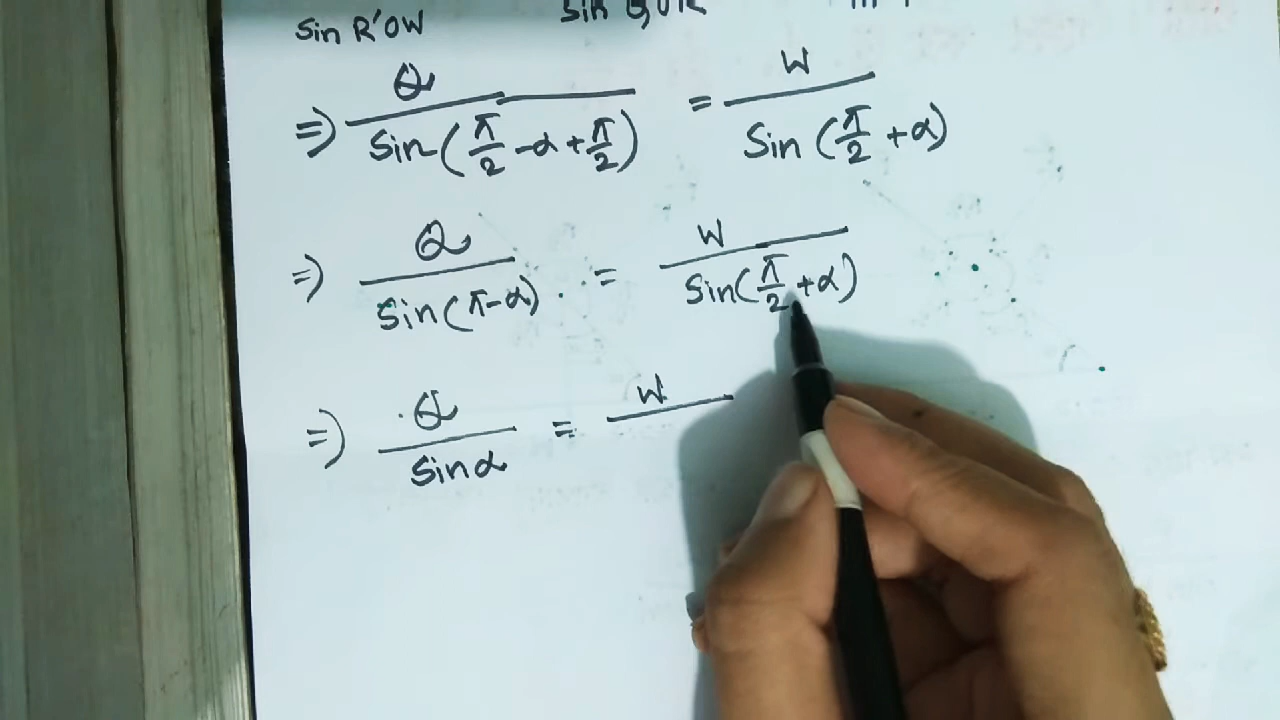 Sin R'OW
⇒ Q / Sin(π/2 - α + π/2) = W / Sin(π/2 + α)
⇒ Q / Sin(π-α) = W / Sin(π/2 + α)
⇒ Q / Sinα = W